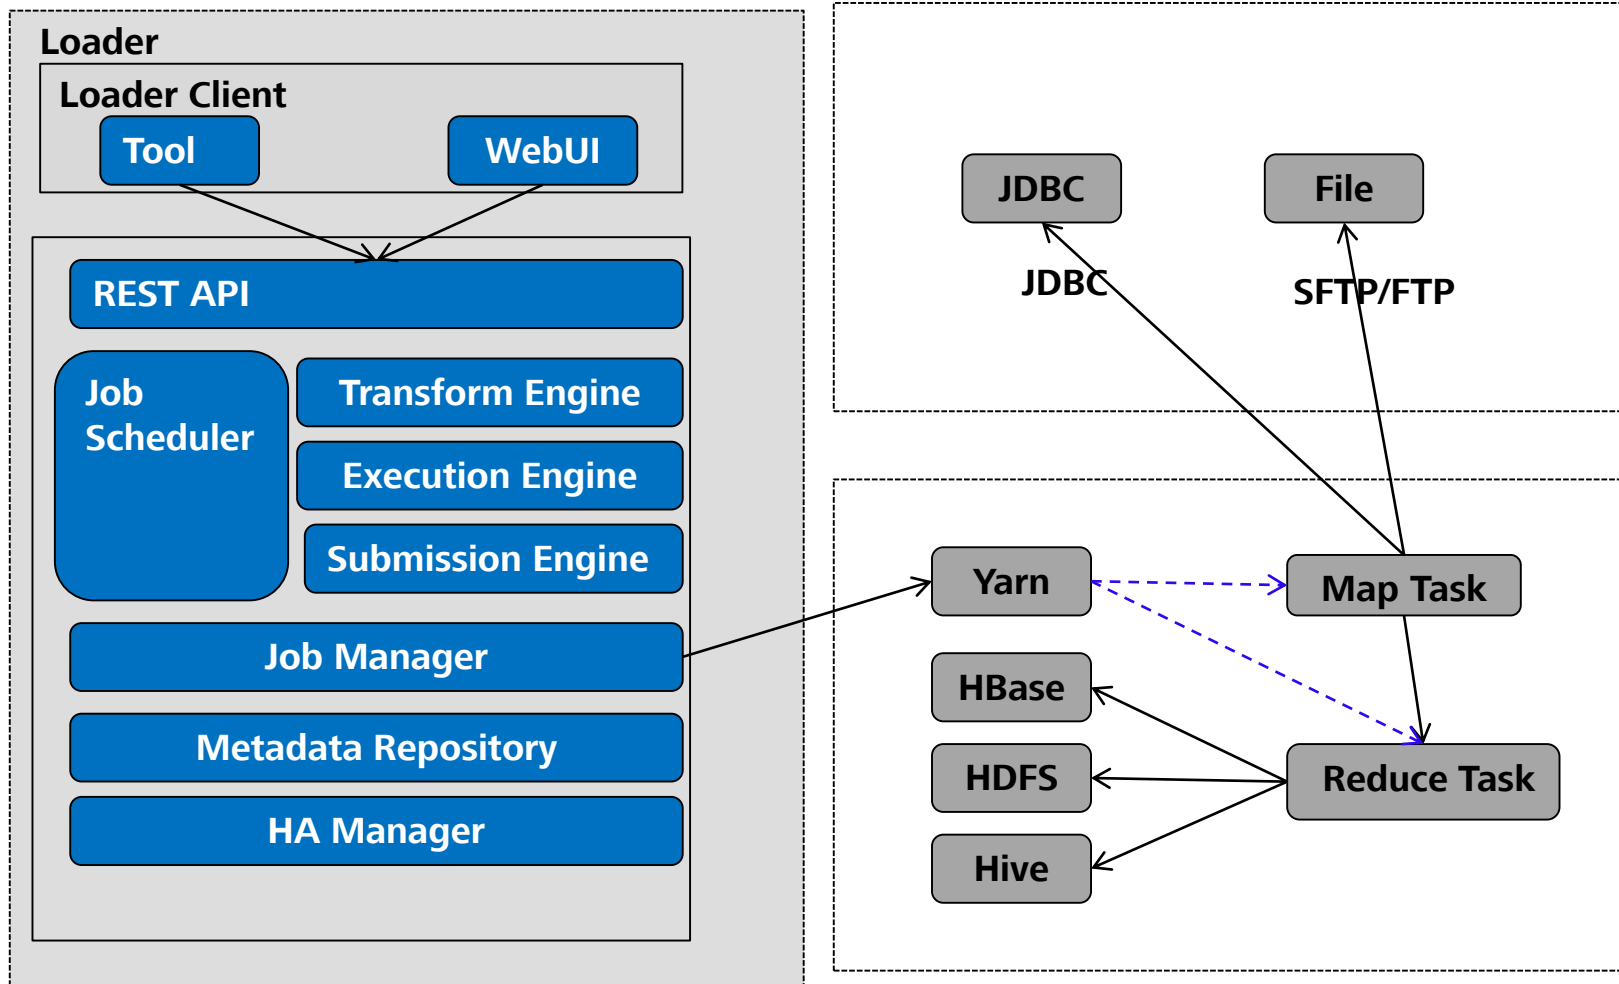 Loader
Loader Client
Tool
WebUI
REST API
Job
Scheduler
Transform Engine
Execution Engine
Submission Engine
Job Manager
Metadata Repository
HA Manager
JDBC
File
JDBC
SFTP/FTP
Yarn
Map Task
HBase
HDFS
Reduce Task
Hive